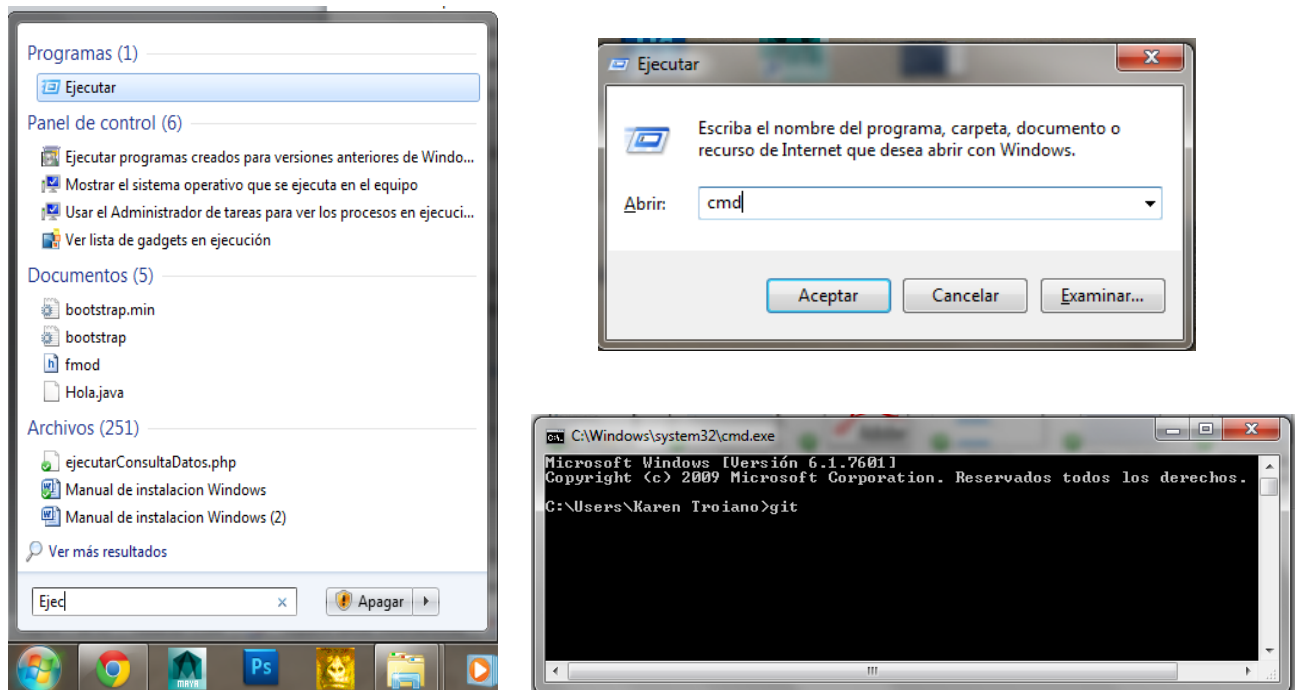 Programas (1)
Ejecutar
Panel de control (6)
Ejecutar programas creados para versiones anteriores de Windo...
Mostrar el sistema operativo que se ejecuta en el equipo
Usar el Administrador de tareas para ver los procesos en ejecuci...
Ver lista de gadgets en ejecución
Documentos (5)
bootstrap.min
bootstrap
fmod
Hola.java
Archivos (251)
ejecutarConsultaDatos.php
Manual de instalacion Windows
Manual de instalacion Windows (2)
Ver más resultados
Ejec
Apagar
MAYA
Ps
Ejecutar
Escriba el nombre del programa, carpeta, documento o
recurso de Internet que desea abrir con Windows.
Abrir: cmd
Aceptar Cancelar Examinar...
C:\Windows\system32\cmd.exe
Microsoft Windows [Versión 6.1.7601]
Copyright (c) 2009 Microsoft Corporation. Reservados todos los derechos.
C:\Users\Karen Troiano>git